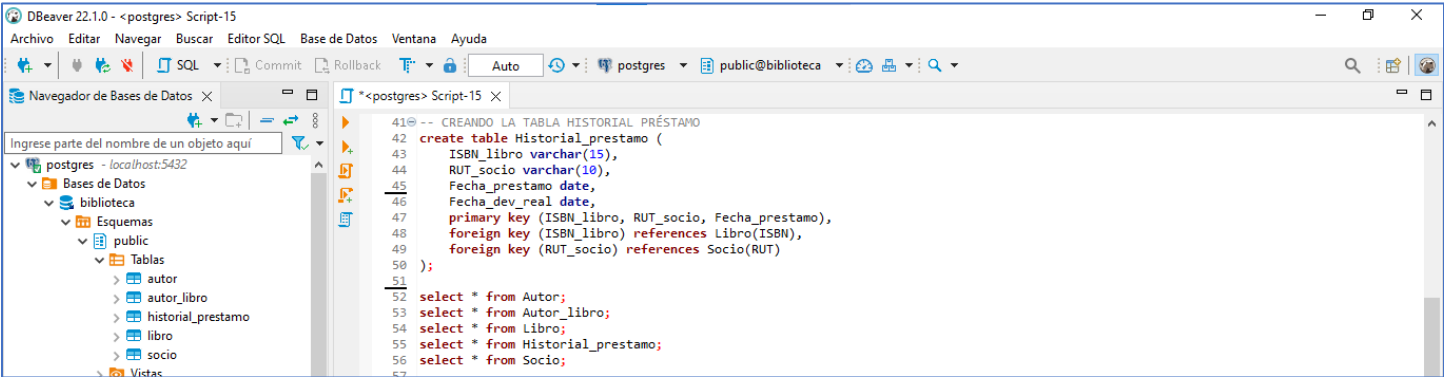 DBeaver 22.1.0 - <postgres> Script-15
Archivo Editar Navegar Buscar Editor SQL Base de Datos Ventana Ayuda
SQL Commit Rollback Auto postgres public@biblioteca
Navegador de Bases de Datos
Ingrese parte del nombre de un objeto aquí
postgres - localhost:5432
Bases de Datos
biblioteca
Esquemas
public
Tablas
autor
autor_libro
historial_prestamo
libro
socio
Vistas
*<postgres> Script-15
41 -- CREANDO LA TABLA HISTORIAL PRÉSTAMO
42 create table Historial_prestamo (
43 ISBN_libro varchar(15),
44 RUT_socio varchar(10),
45 Fecha_prestamo date,
46 Fecha_dev_real date,
47 primary key (ISBN_libro, RUT_socio, Fecha_prestamo),
48 foreign key (ISBN_libro) references Libro(ISBN),
49 foreign key (RUT_socio) references Socio(RUT)
50 );
51
52 select * from Autor;
53 select * from Autor_libro;
54 select * from Libro;
55 select * from Historial_prestamo;
56 select * from Socio;
57